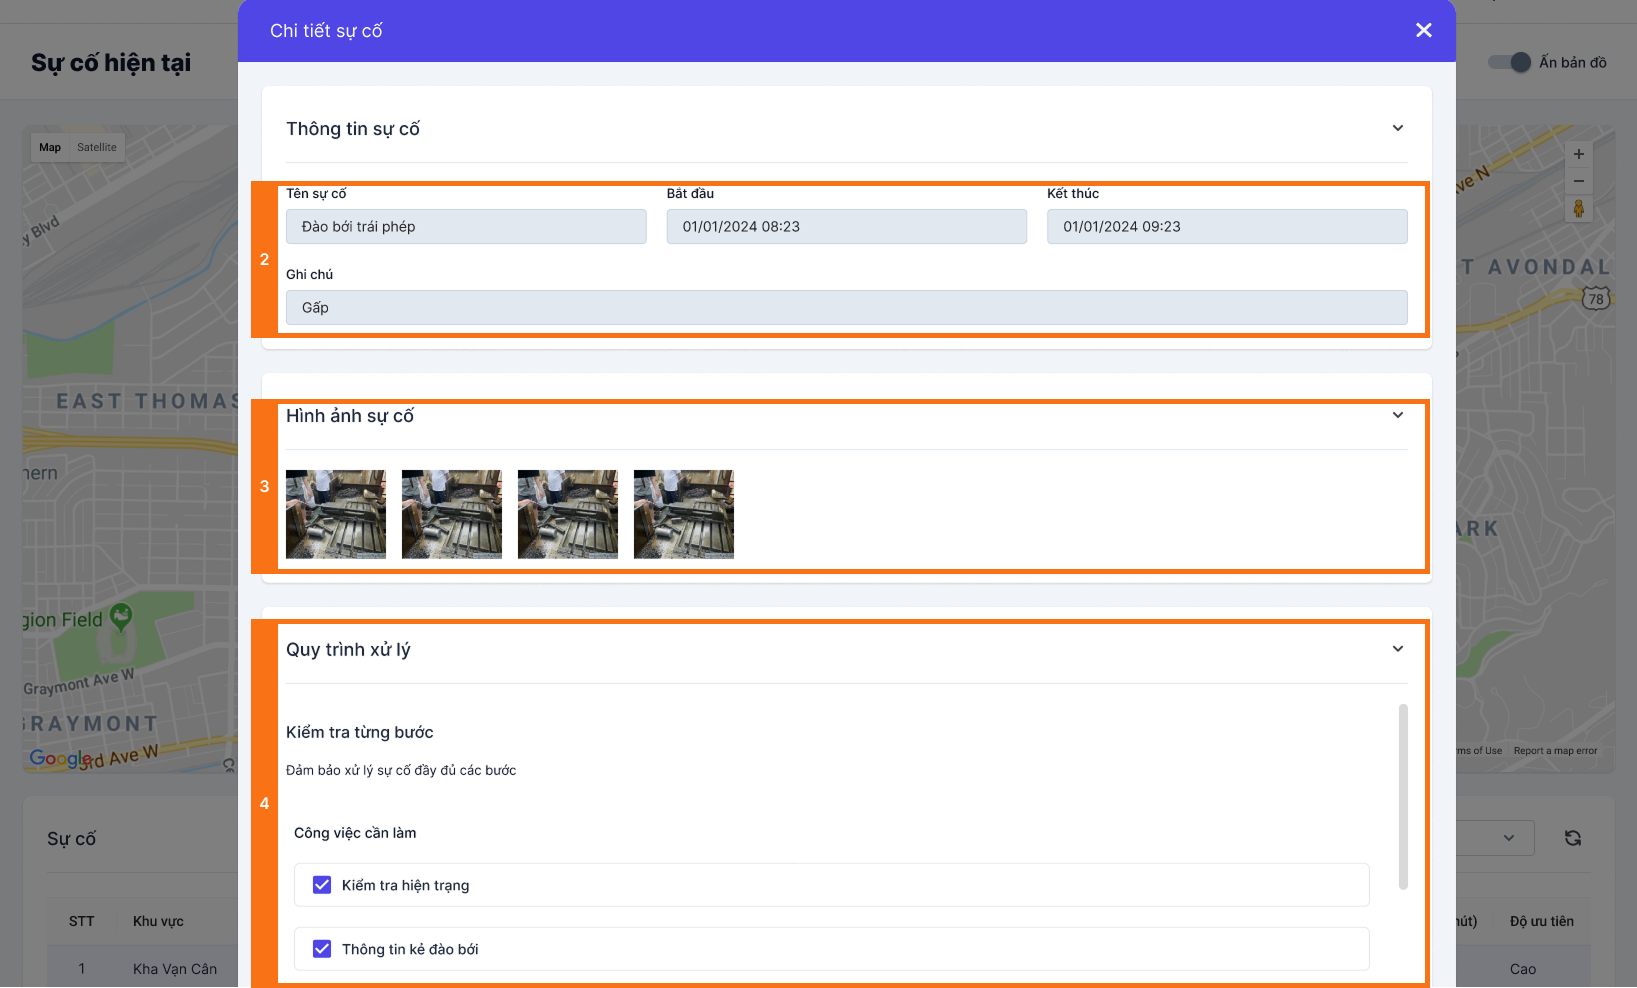 Chi tiết sự cố
Sự cố hiện tại
Ẩn bản đồ
Thông tin sự cố
Map
Satellite
Tên sự cố
Bắt đầu
Kết thúc
Đào bới trái phép
01/01/2024 08:23
01/01/2024 09:23
2
Ghi chú
Gấp
y Blvd
ve N
T AVONDAL
78
EAST THOMAS
Hình ảnh sự cố
3
hern
ARK
gion Field
Graymont Ave W
GRAYMONT
Google
3rd Ave W
Quy trình xử lý
Kiểm tra từng bước
Đảm bảo xử lý sự cố đầy đủ các bước
rms of Use
Report a map error
4
Công việc cần làm
Sự cố
Kiểm tra hiện trạng
STT
Khu vực
hút)
Độ ưu tiên
Thông tin kẻ đào bới
1
Kha Vạn Cân
Cao